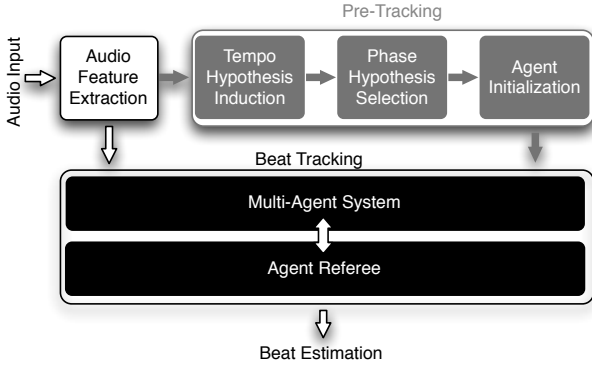 Pre-Tracking
Audio Input
Audio
Feature
Extraction
Tempo
Hypothesis
Induction
Phase
Hypothesis
Selection
Agent
Initialization
Beat Tracking
Multi-Agent System
Agent Referee
Beat Estimation